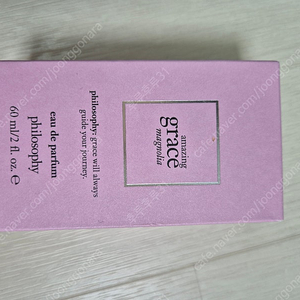 amazing
grace
magnolia
philosophy: grace will always
guide your journey.
eau de parfum
philosophy
60 ml/2 fl. oz. e